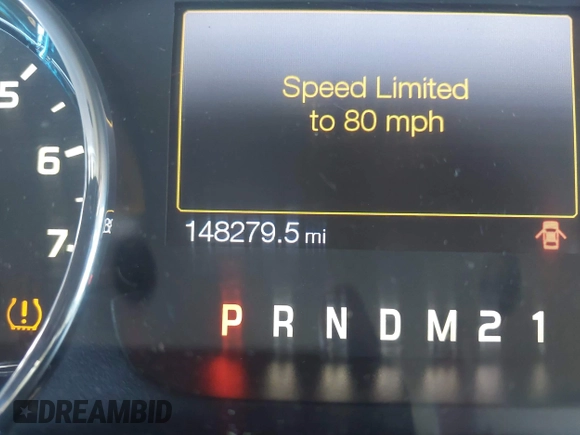 Speed Limited
to 80 mph
5
6
7
148279.5 mi
P R N D M 2 1
DREAMBID